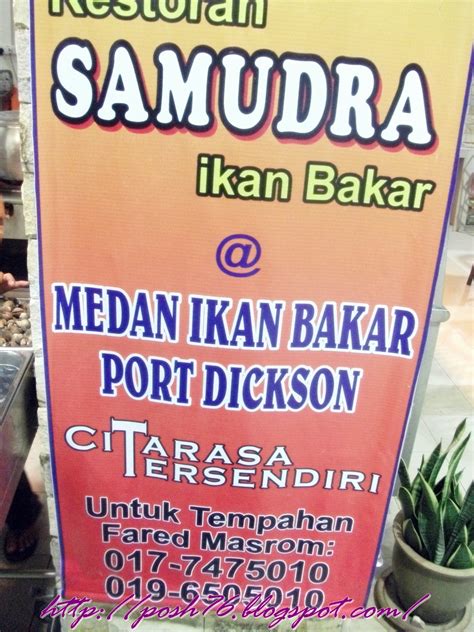 Restoran
SAMUDRA
ikan Bakar
@
MEDAN IKAN BAKAR
PORT DICKSON
CITARASA
TERSENDIRI
Untuk Tempahan
Fared Masrom:
017-7475010
019-6595010
http://posh76.blogspot.com/